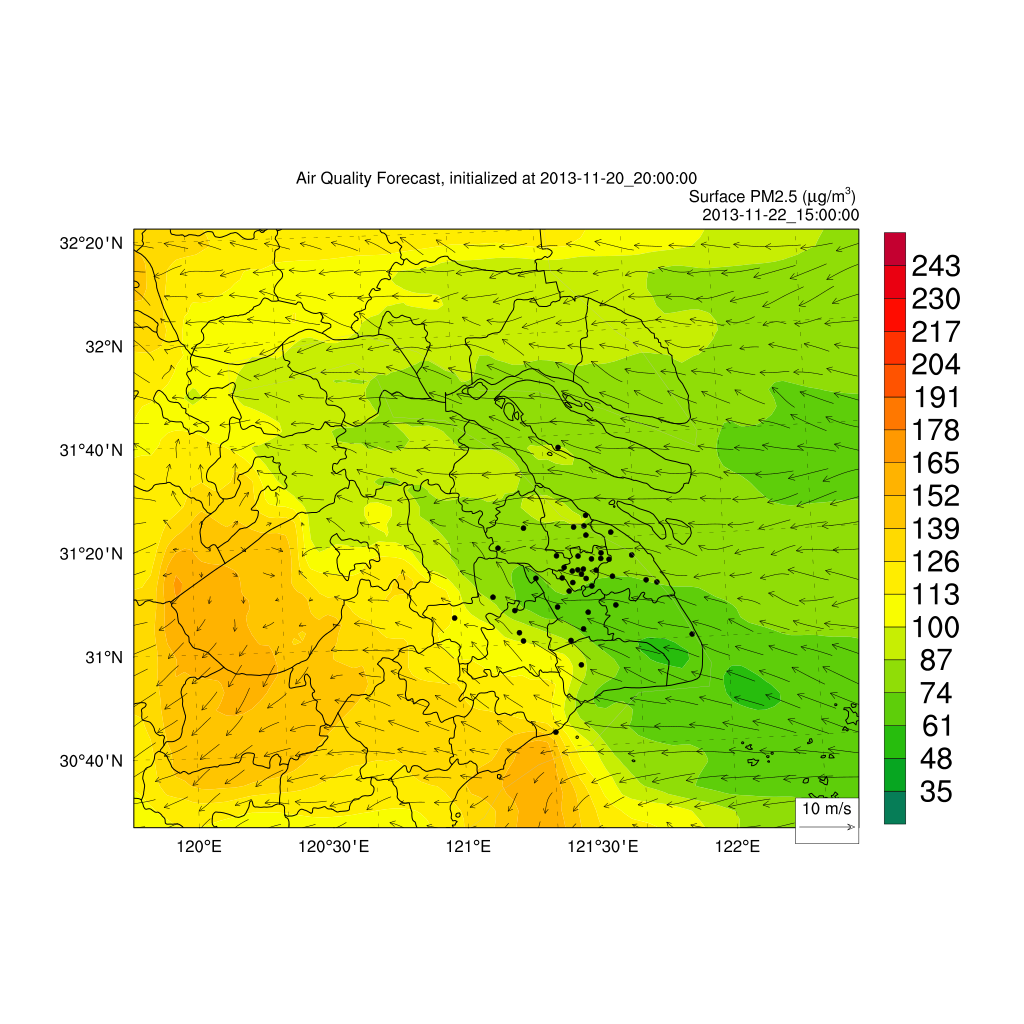 Air Quality Forecast, initialized at 2013-11-20_20:00:00
Surface PM2.5 (μg/m³)
2013-11-22_15:00:00
32°20'N
32°N
31°40'N
31°20'N
31°N
30°40'N
120°E
120°30'E
121°E
121°30'E
122°E
10 m/s
243
230
217
204
191
178
165
152
139
126
113
100
87
74
61
48
35